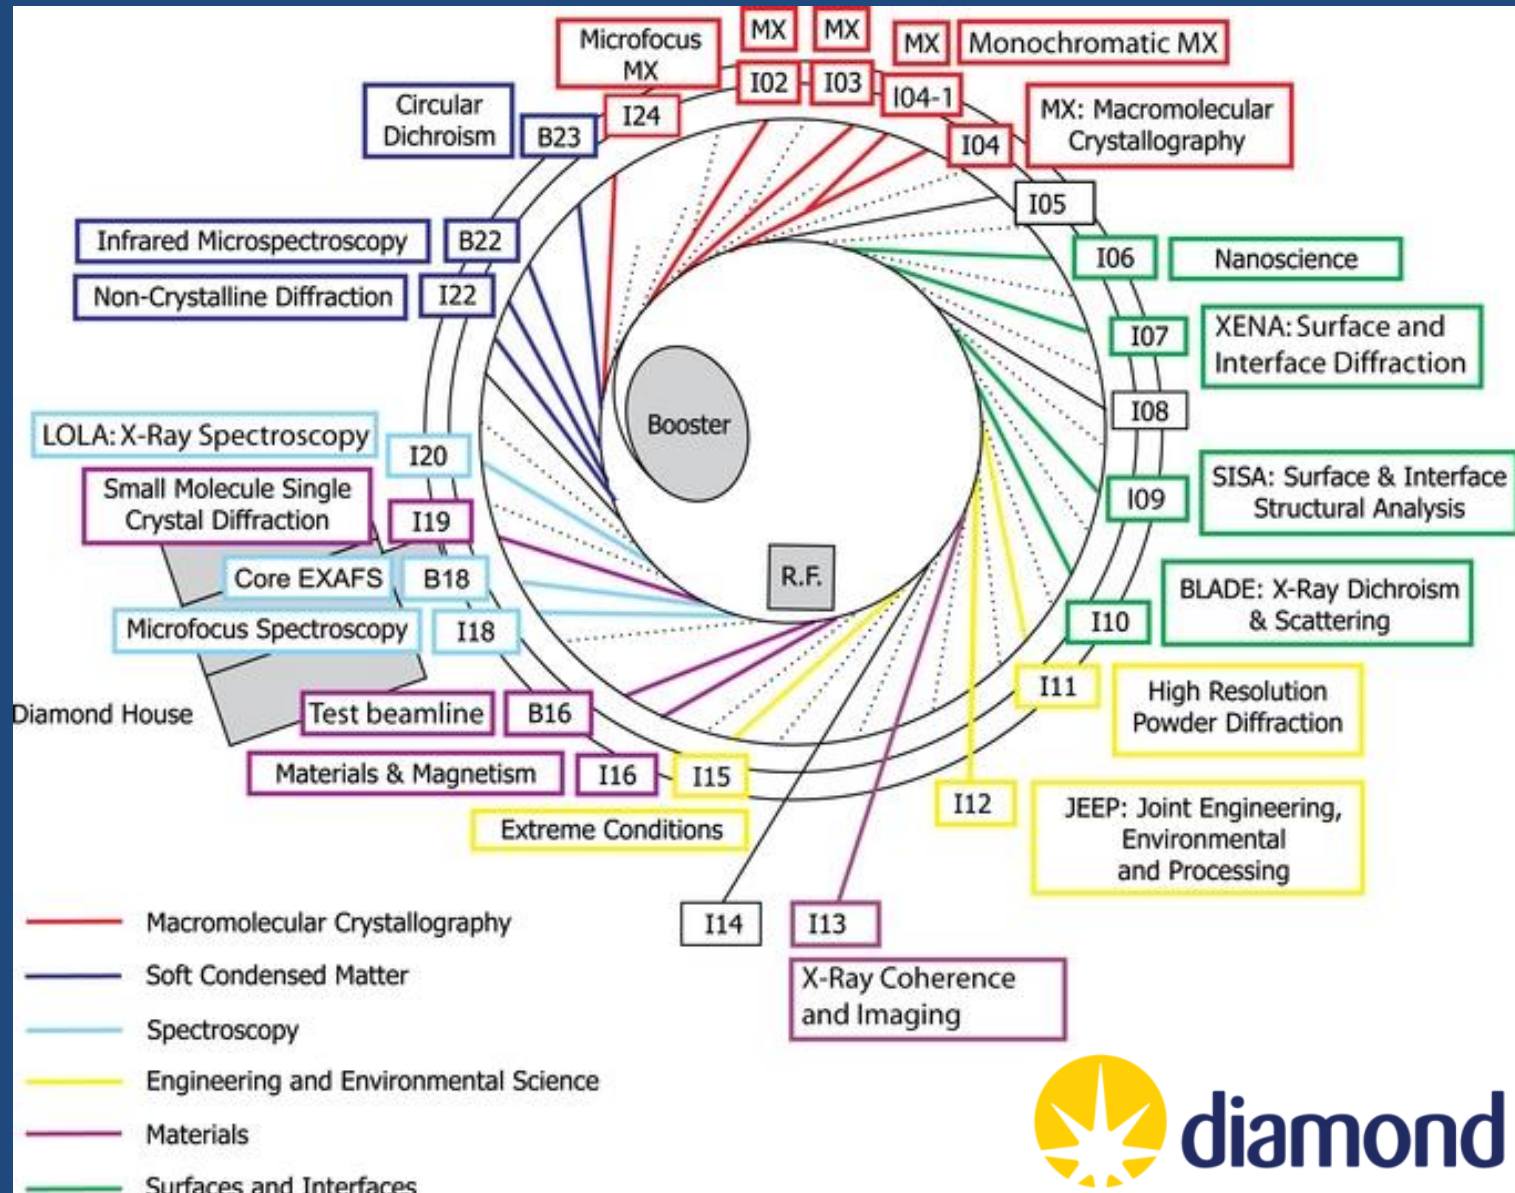 MX
MX
MX
Monochromatic MX
Microfocus
MX
I02
I03
I04-1
I24
I04
MX: Macromolecular
Crystallography
Circular
Dichroism
B23
I05
Infrared Microspectroscopy
B22
I06
Nanoscience
Non-Crystalline Diffraction
I22
I07
XENA: Surface and
Interface Diffraction
Booster
I08
LOLA: X-Ray Spectroscopy
I20
I09
SISA: Surface & Interface
Structural Analysis
Small Molecule Single
Crystal Diffraction
I19
R.F.
Core EXAFS
B18
BLADE: X-Ray Dichroism
& Scattering
I10
Microfocus Spectroscopy
I18
I11
High Resolution
Powder Diffraction
Diamond House
Test beamline
B16
Materials & Magnetism
I16
I15
I12
JEEP: Joint Engineering,
Environmental
and Processing
Extreme Conditions
I14
I13
X-Ray Coherence
and Imaging
Macromolecular Crystallography
Soft Condensed Matter
Spectroscopy
Engineering and Environmental Science
Materials
Surfaces and Interfaces
diamond